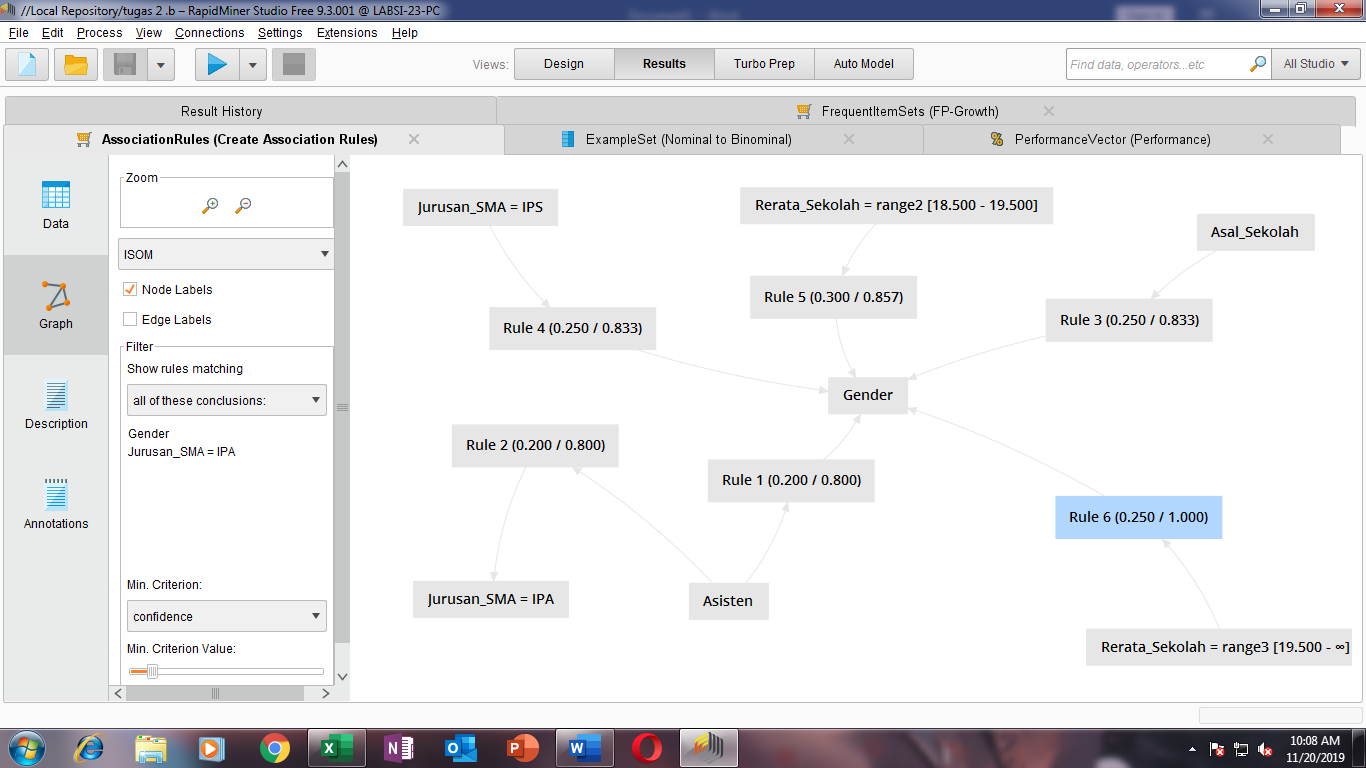 //Local Repository/tugas 2 .b – RapidMiner Studio Free 9.3.001 @ LABSI-23-PC
File Edit Process View Connections Settings Extensions Help
Views: Design Results Turbo Prep Auto Model
Find data, operators...etc
All Studio
Result History
FrequentItemSets (FP-Growth)
AssociationRules (Create Association Rules)
ExampleSet (Nominal to Binominal)
PerformanceVector (Performance)
Data
Graph
Description
Annotations
Zoom
ISOM
Node Labels
Edge Labels
Filter
Show rules matching
all of these conclusions:
Gender
Jurusan_SMA = IPA
Min. Criterion:
confidence
Min. Criterion Value:
Jurusan_SMA = IPS
Rerata_Sekolah = range2 [18.500 - 19.500]
Asal_Sekolah
Rule 5 (0.300 / 0.857)
Rule 4 (0.250 / 0.833)
Rule 3 (0.250 / 0.833)
Gender
Rule 2 (0.200 / 0.800)
Rule 1 (0.200 / 0.800)
Rule 6 (0.250 / 1.000)
Jurusan_SMA = IPA
Asisten
Rerata_Sekolah = range3 [19.500 - ∞]
10:08 AM
11/20/2019